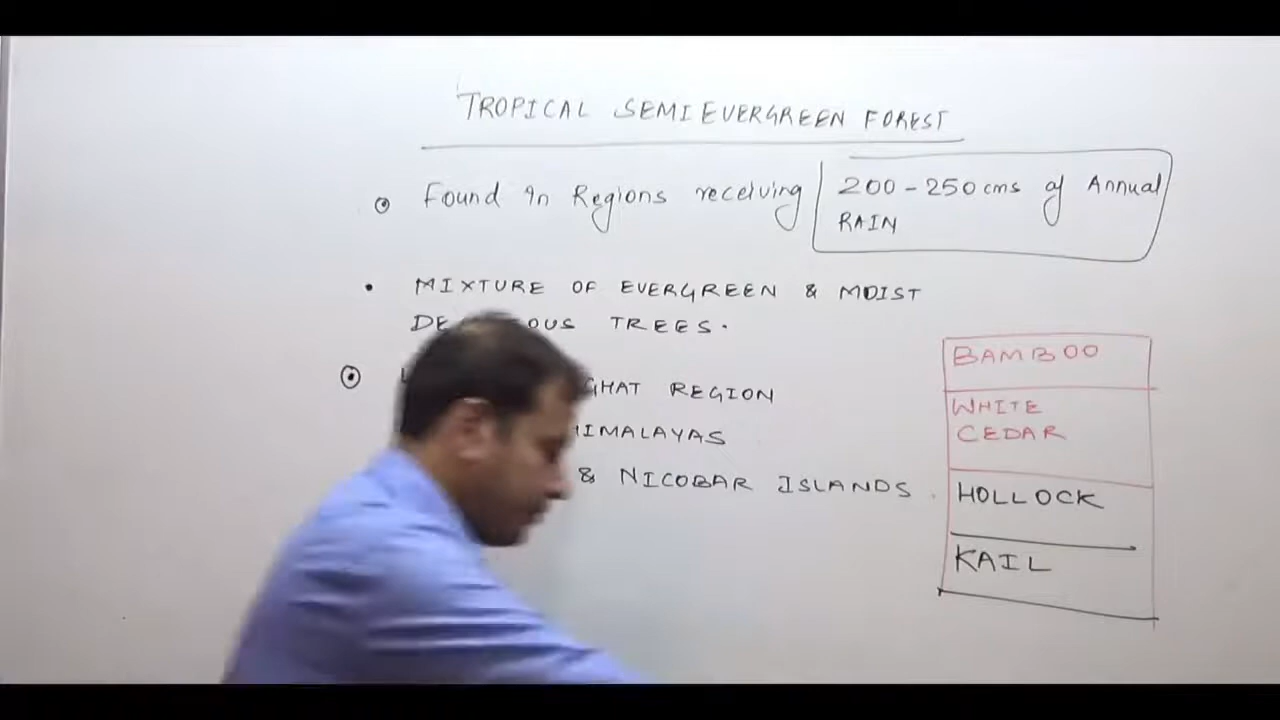 TROPICAL SEMI EVERGREEN FOREST
Found In Regions receiving 200-250 cms of Annual
RAIN
MIXTURE OF EVERGREEN & MOIST
TREES.
GHAT REGION
HIMALAYAS
& NICOBAR ISLANDS.
BAMBOO
WHITE
CEDAR
HOLLOCK
KAIL